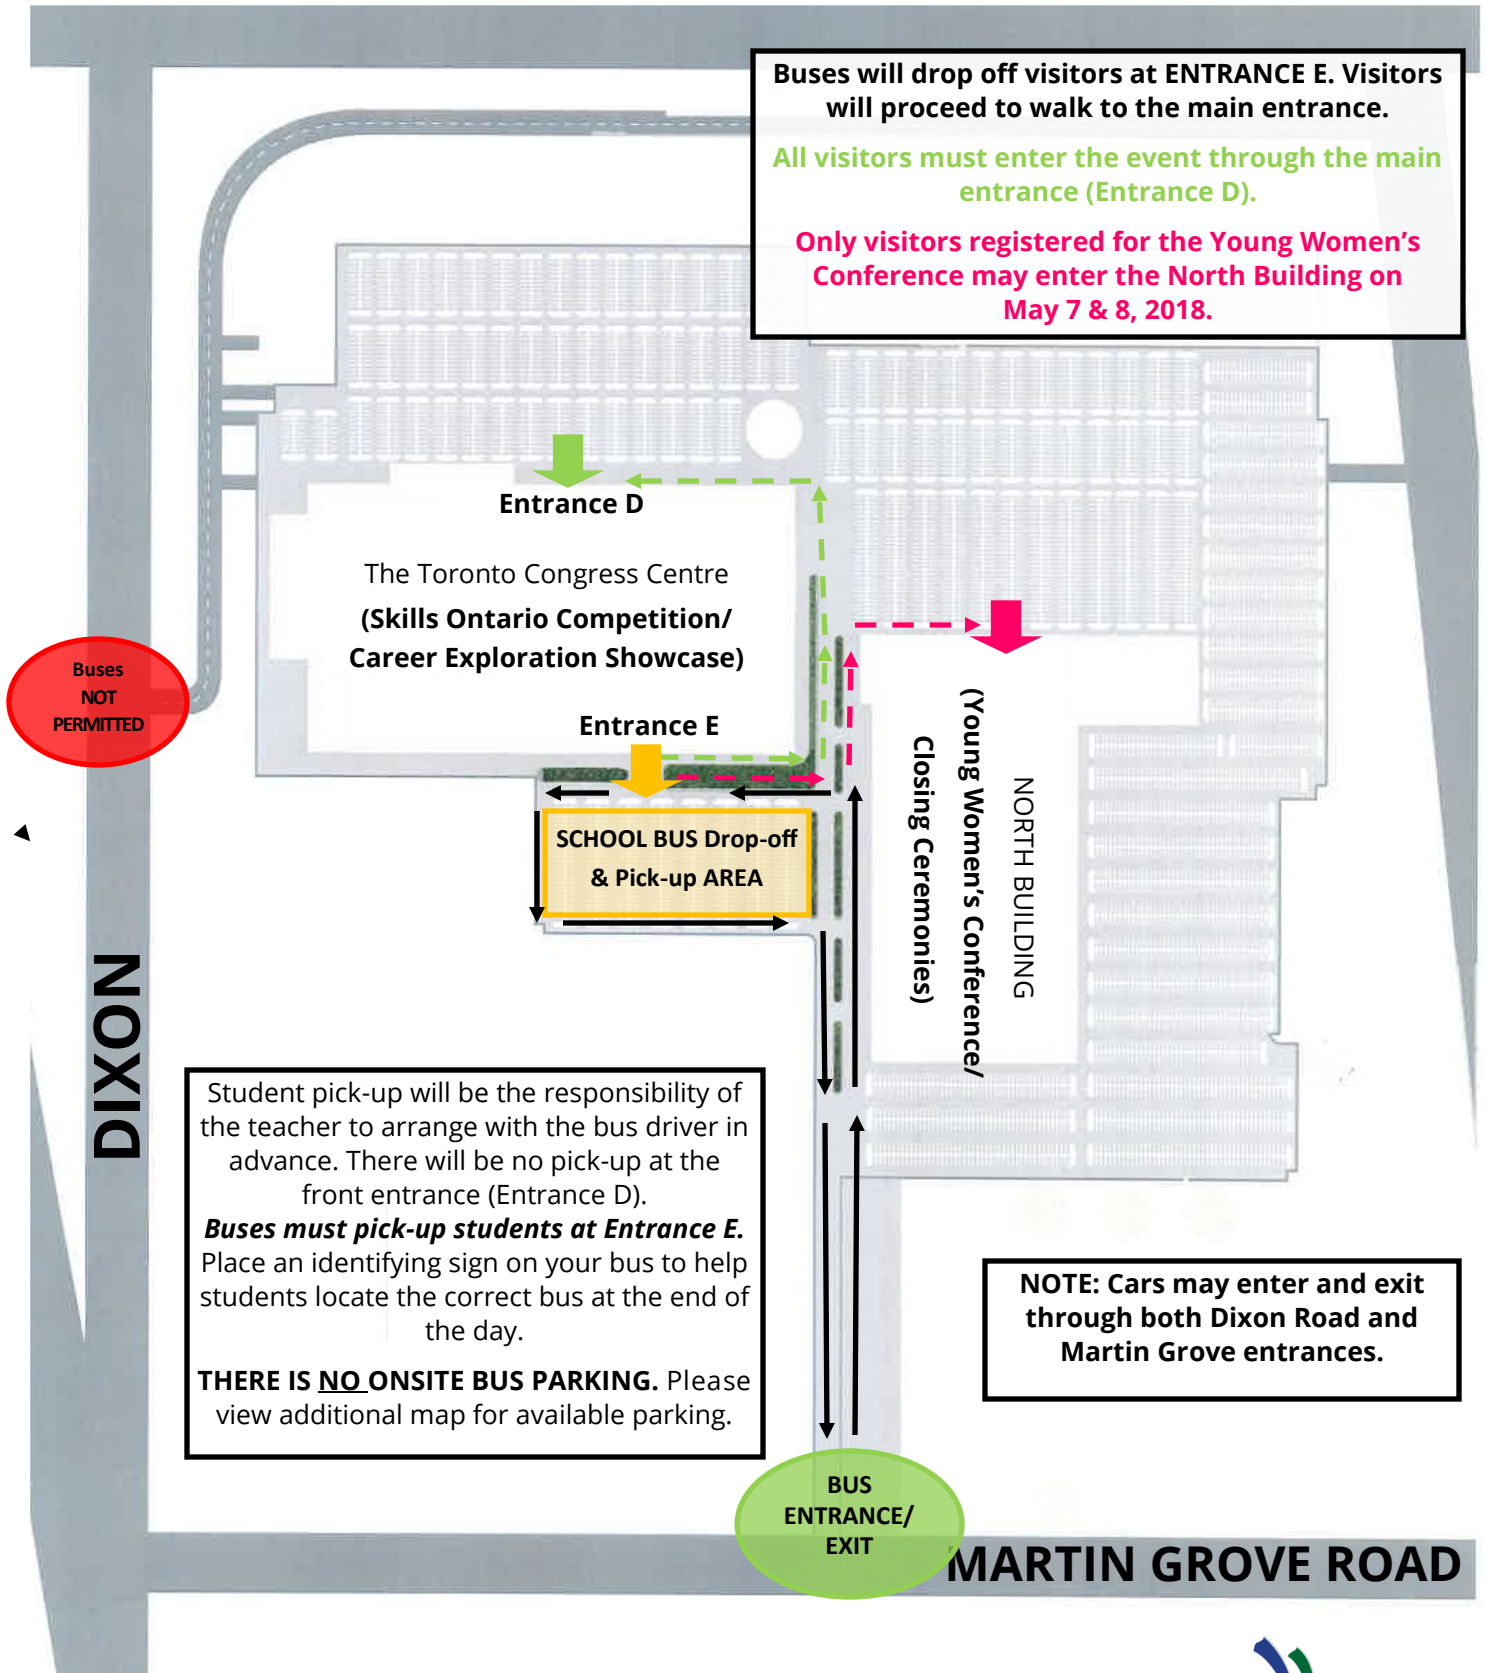 Buses will drop off visitors at ENTRANCE E. Visitors
will proceed to walk to the main entrance.
All visitors must enter the event through the main
entrance (Entrance D).
Only visitors registered for the Young Women’s
Conference may enter the North Building on
May 7 & 8, 2018.
Entrance D
The Toronto Congress Centre
(Skills Ontario Competition/
Career Exploration Showcase)
Buses
NOT
PERMITTED
Entrance E
SCHOOL BUS Drop-off
& Pick-up AREA
NORTH BUILDING
(Young Women’s Conference/
Closing Ceremonies)
DIXON
Student pick-up will be the responsibility of
the teacher to arrange with the bus driver in
advance. There will be no pick-up at the
front entrance (Entrance D).
Buses must pick-up students at Entrance E.
Place an identifying sign on your bus to help
students locate the correct bus at the end of
the day.
THERE IS NO ONSITE BUS PARKING. Please
view additional map for available parking.
NOTE: Cars may enter and exit
through both Dixon Road and
Martin Grove entrances.
BUS
ENTRANCE/
EXIT
MARTIN GROVE ROAD